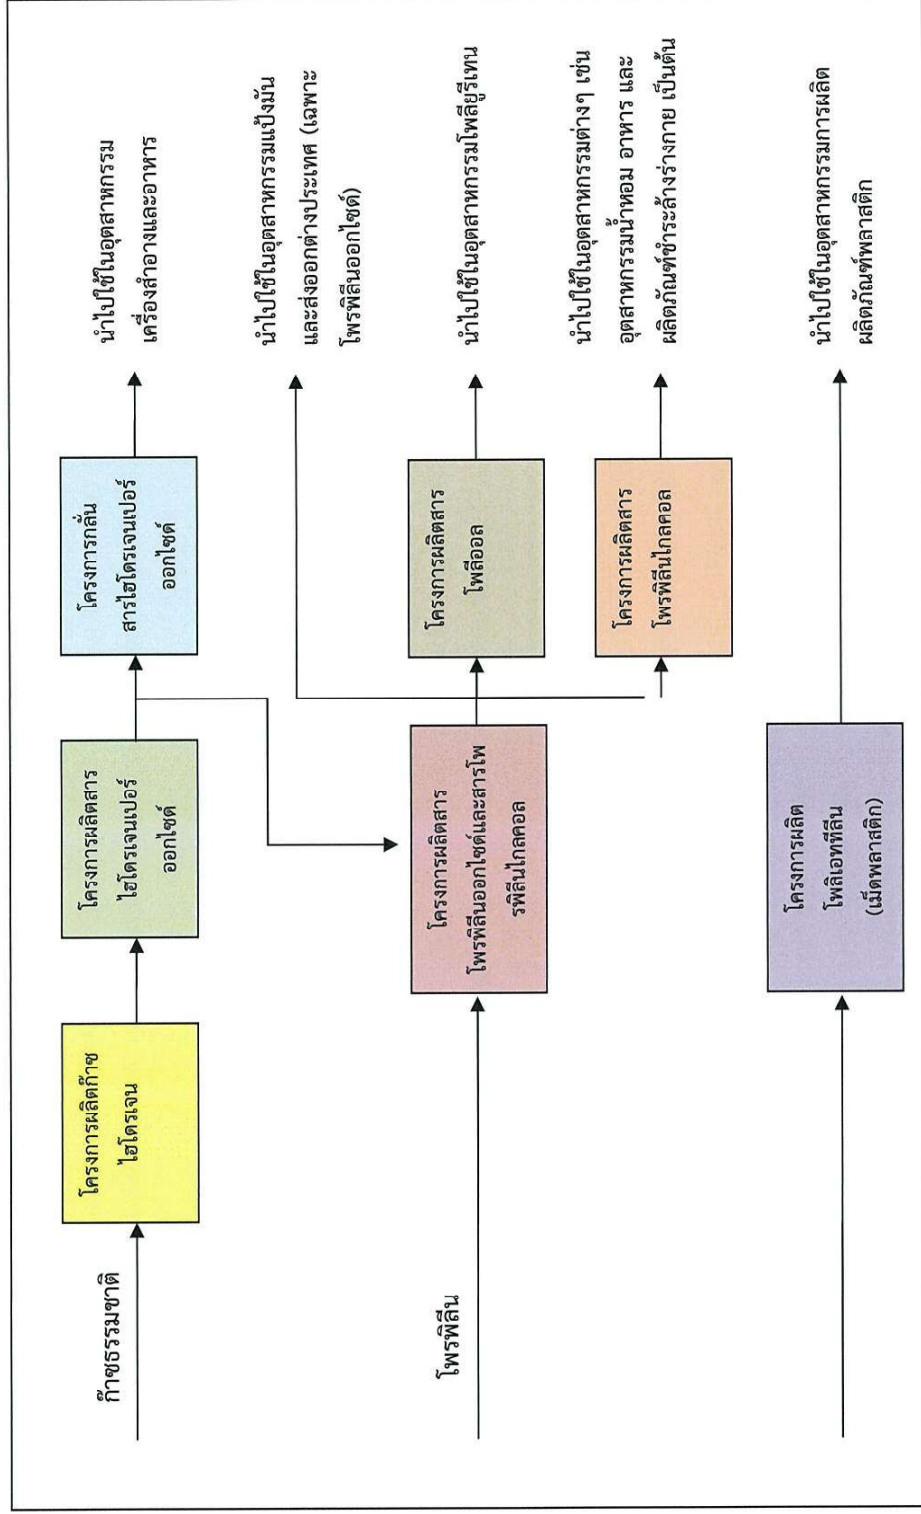 ก๊าซธรรมชาติ
โครงการผลิตก๊าซ
ไฮโดรเจน
โครงการผลิตสาร
ไฮโดรเจนเปอร์
ออกไซด์
โครงการกลั่น
สารไฮโดรเจนเปอร์
ออกไซด์
นำไปใช้ในอุตสาหกรรม
เครื่องสำอางและอาหาร
นำไปใช้ในอุตสาหกรรมแป้งมัน
และส่งออกต่างประเทศ (เฉพาะ
โพรพิลีนออกไซด์)
โพรพิลีน
โครงการผลิตสาร
โพรพิลีนออกไซด์และสารโพ
รพิลีนไกลคอล
โครงการผลิตสาร
โพลีออล
นำไปใช้ในอุตสาหกรรมโพลียูรีเทน
โครงการผลิตสาร
โพรพิลีนไกลคอล
นำไปใช้ในอุตสาหกรรมต่างๆ เช่น
อุตสาหกรรมน้ำหอม อาหาร และ
ผลิตภัณฑ์ชำระล้างร่างกาย เป็นต้น
โครงการผลิต
โพลิเอททีลีน
(เม็ดพลาสติก)
นำไปใช้ในอุตสาหกรรมการผลิต
ผลิตภัณฑ์พลาสติก